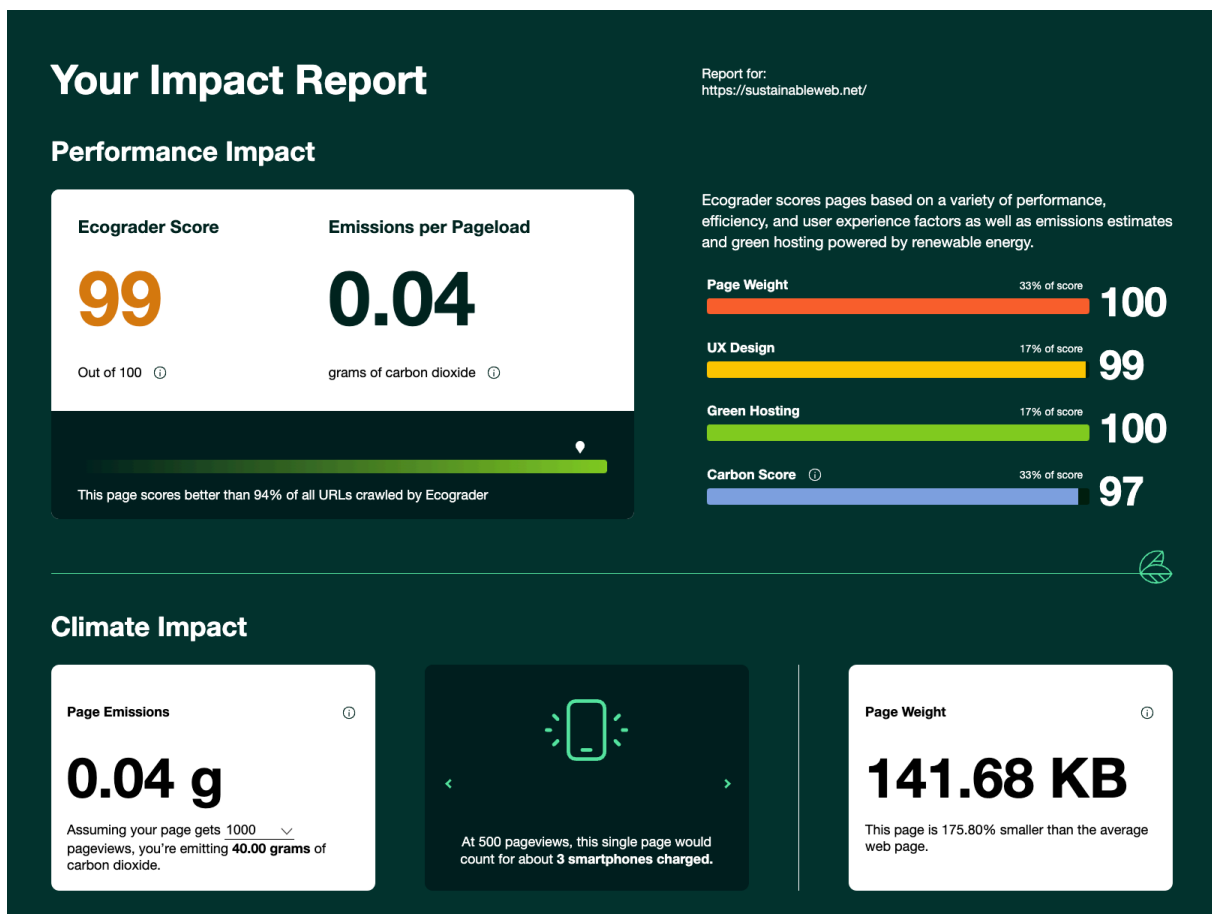 Your Impact Report
Report for:
https://sustainableweb.net/
Performance Impact
Ecograder Score
99
Out of 100
Emissions per Pageload
0.04
grams of carbon dioxide
This page scores better than 94% of all URLs crawled by Ecograder
Ecograder scores pages based on a variety of performance,
efficiency, and user experience factors as well as emissions estimates
and green hosting powered by renewable energy.
Page Weight 33% of score 100
UX Design 17% of score 99
Green Hosting 17% of score 100
Carbon Score 33% of score 97
Climate Impact
Page Emissions
0.04 g
Assuming your page gets 1000
pageviews, you’re emitting 40.00 grams of
carbon dioxide.
At 500 pageviews, this single page would
count for about 3 smartphones charged.
Page Weight
141.68 KB
This page is 175.80% smaller than the average
web page.